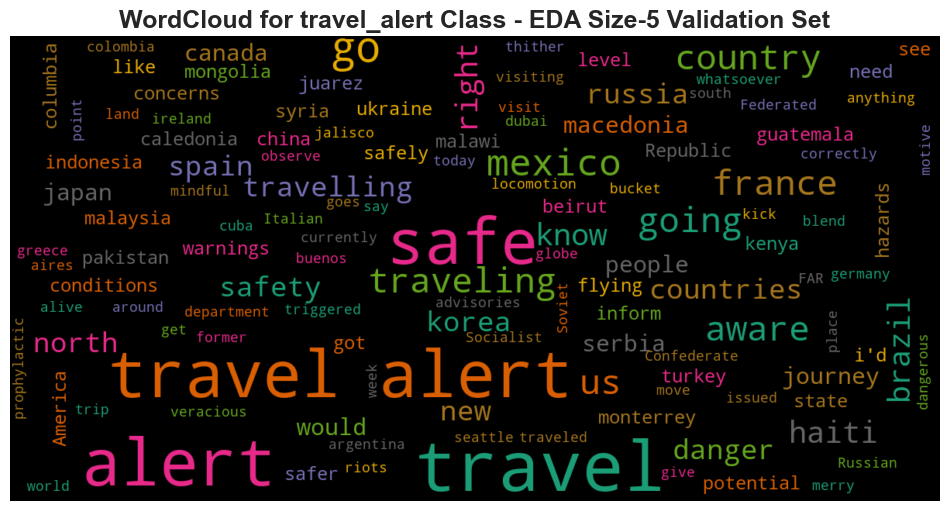 WordCloud for travel_alert Class - EDA Size-5 Validation Set
columbia
colombia
canada
go
right
thither
level
country
see
like
mongolia
juarez
visiting
whatsoever
need
concerns
syria
ukraine
russia
south
Federated
anything
point
land
ireland
visit
dubai
macedonia
guatemala
caledonia
china
jalisco
safely
malawi
Republic
correctly
motive
observe
today
indonesia
spain
mexico
japan
mindful
travelling
locomotion
bucket
france
hazards
goes
say
beirut
malaysia
cuba
Italian
safe
know
going
kick
blend
greece
warnings
currently
globe
kenya
aires
pakistan
buenos
people
FAR
germany
conditions
safety
traveling
flying
countries
alive
around
department
triggered
advisories
Soviet
inform
brazil
prophylactic
get
former
korea
Socialist
serbia
place
aware
dangerous
north
got
Confederate
i'd
travel
alert
week
us
turkey
journey
America
move
issued
state
trip
veracious
new
monterrey
would
argentina
seattle
traveled
danger
haiti
alert
safer
riots
travel
give
potential
Russian
world
merry